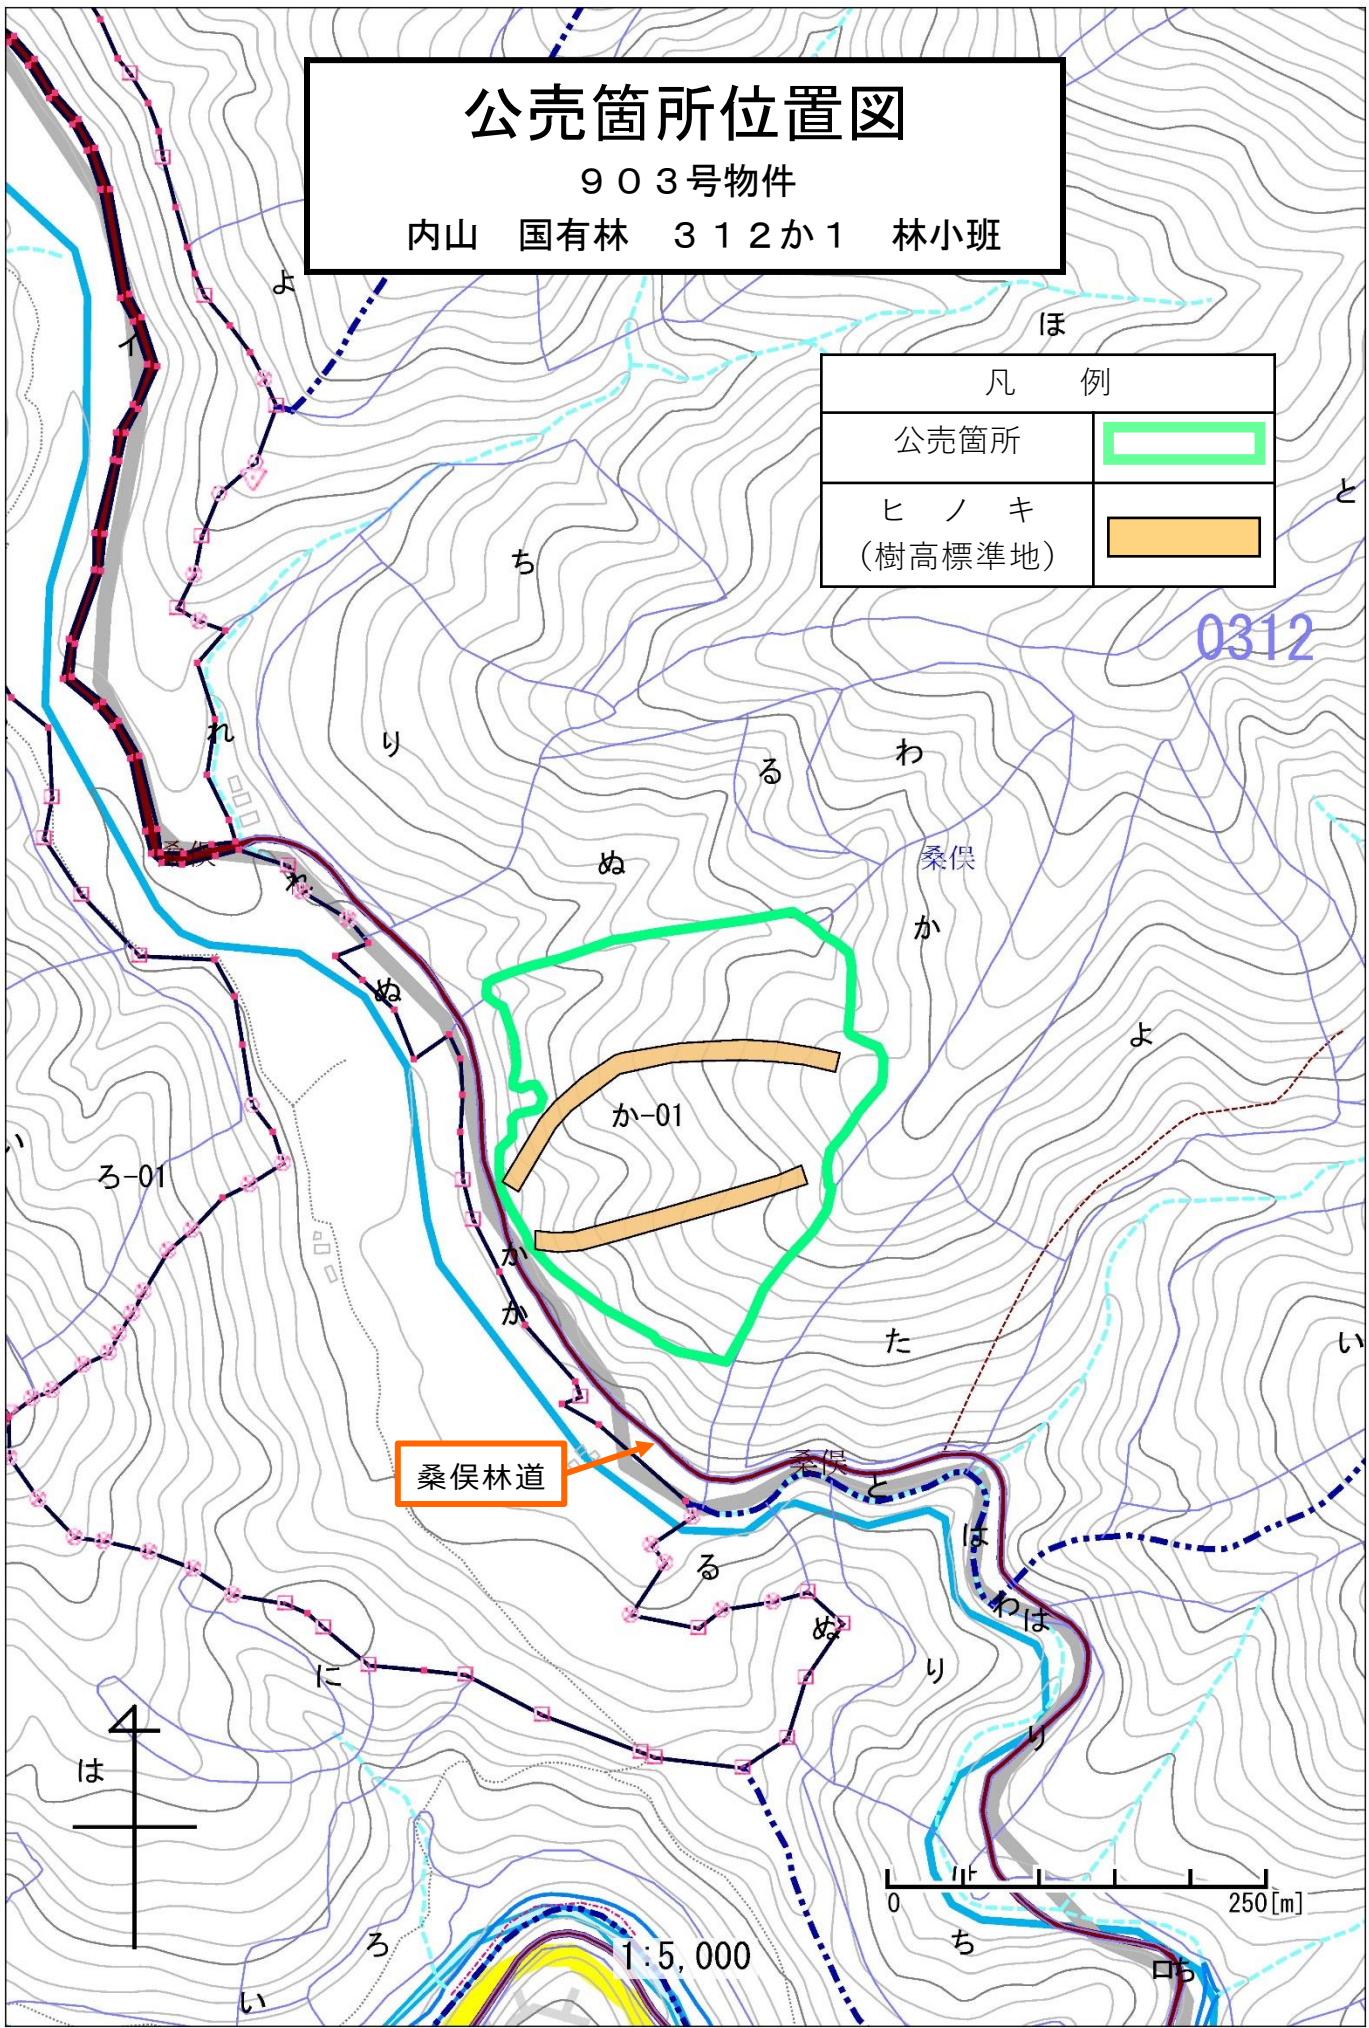 公売箇所位置図
９０３号物件
内山　国有林　３１２か１　林小班
よ
ほ
イ
凡　例
公売箇所
ヒノキ
（樹高標準地）
と
ち
0312
れ
り
る
わ
桑俣
ぬ
桑俣
れ
か
ぬ
よ
か-01
い
ろ-01
か
か
た
い
桑俣林道
桑俣
と
は
る
わ
は
ぬ
り
に
り
は
0
250[m]
ろ
1:5,000
ち
ロ
ち
い